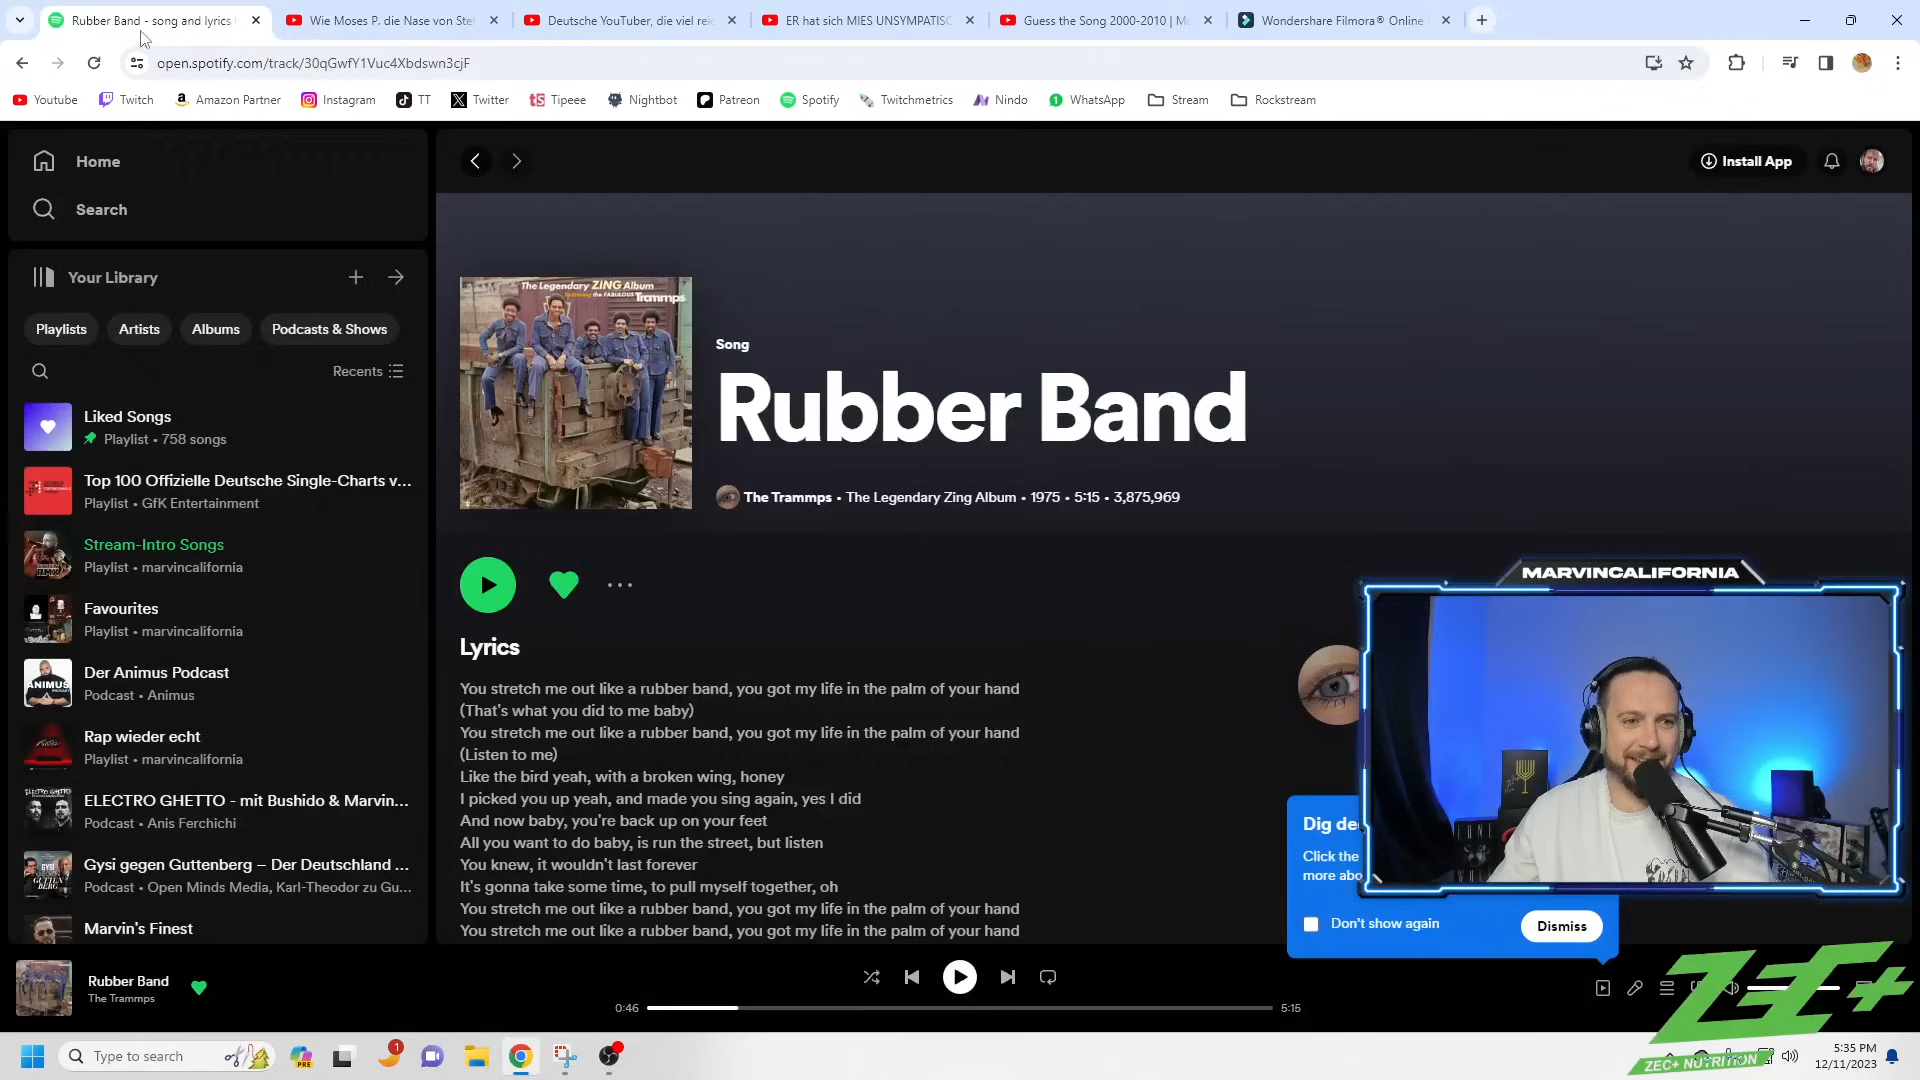 Rubber Band - song and lyrics
Wie Moses P. die Nase von Ste
Deutsche YouTuber, die viel rei
ER hat sich MIES UNSYMPATISC
Guess the Song 2000-2010 | Mu
Wondershare Filmora® Online
open.spotify.com/track/30qGwfY1Vuc4Xbdswn3cjF
Youtube
Twitch
Amazon Partner
Instagram
TT
Twitter
Tipeee
Nightbot
Patreon
Spotify
Twitchmetrics
Nindo
WhatsApp
Stream
Rockstream
Home
Search
Install App
Your Library
Playlists
Artists
Albums
Podcasts & Shows
Recents
Liked Songs
Playlist • 758 songs
Top 100 Offizielle Deutsche Single-Charts v...
Playlist • GfK Entertainment
Stream-Intro Songs
Playlist • marvincalifornia
Favourites
Playlist • marvincalifornia
Der Animus Podcast
Podcast • Animus
Rap wieder echt
Playlist • marvincalifornia
ELECTRO GHETTO - mit Bushido & Marvin...
Podcast • Anis Ferchichi
Gysi gegen Guttenberg – Der Deutschland ...
Podcast • Open Minds Media, Karl-Theodor zu Gu...
Marvin's Finest
The Legendary ZING Album
featuring the FABULOUS Trammps
Song
Rubber Band
The Trammps • The Legendary Zing Album • 1975 • 5:15 • 3,875,969
Lyrics
You stretch me out like a rubber band, you got my life in the palm of your hand
(That's what you did to me baby)
You stretch me out like a rubber band, you got my life in the palm of your hand
(Listen to me)
Like the bird yeah, with a broken wing, honey
I picked you up yeah, and made you sing again, yes I did
And now baby, you're back up on your feet
All you want to do baby, is run the street, but listen
You knew, it wouldn't last forever
It's gonna take some time, to pull myself together, oh
You stretch me out like a rubber band, you got my life in the palm of your hand
You stretch me out like a rubber band, you got my life in the palm of your hand
MARVINCALIFORNIA
Dig de
Click the
more abo
Don't show again
Dismiss
Rubber Band
The Trammps
0:46
5:15
ZEC+
ZEC+ NUTRITION
Type to search
PRE
1
5:35 PM
12/11/2023